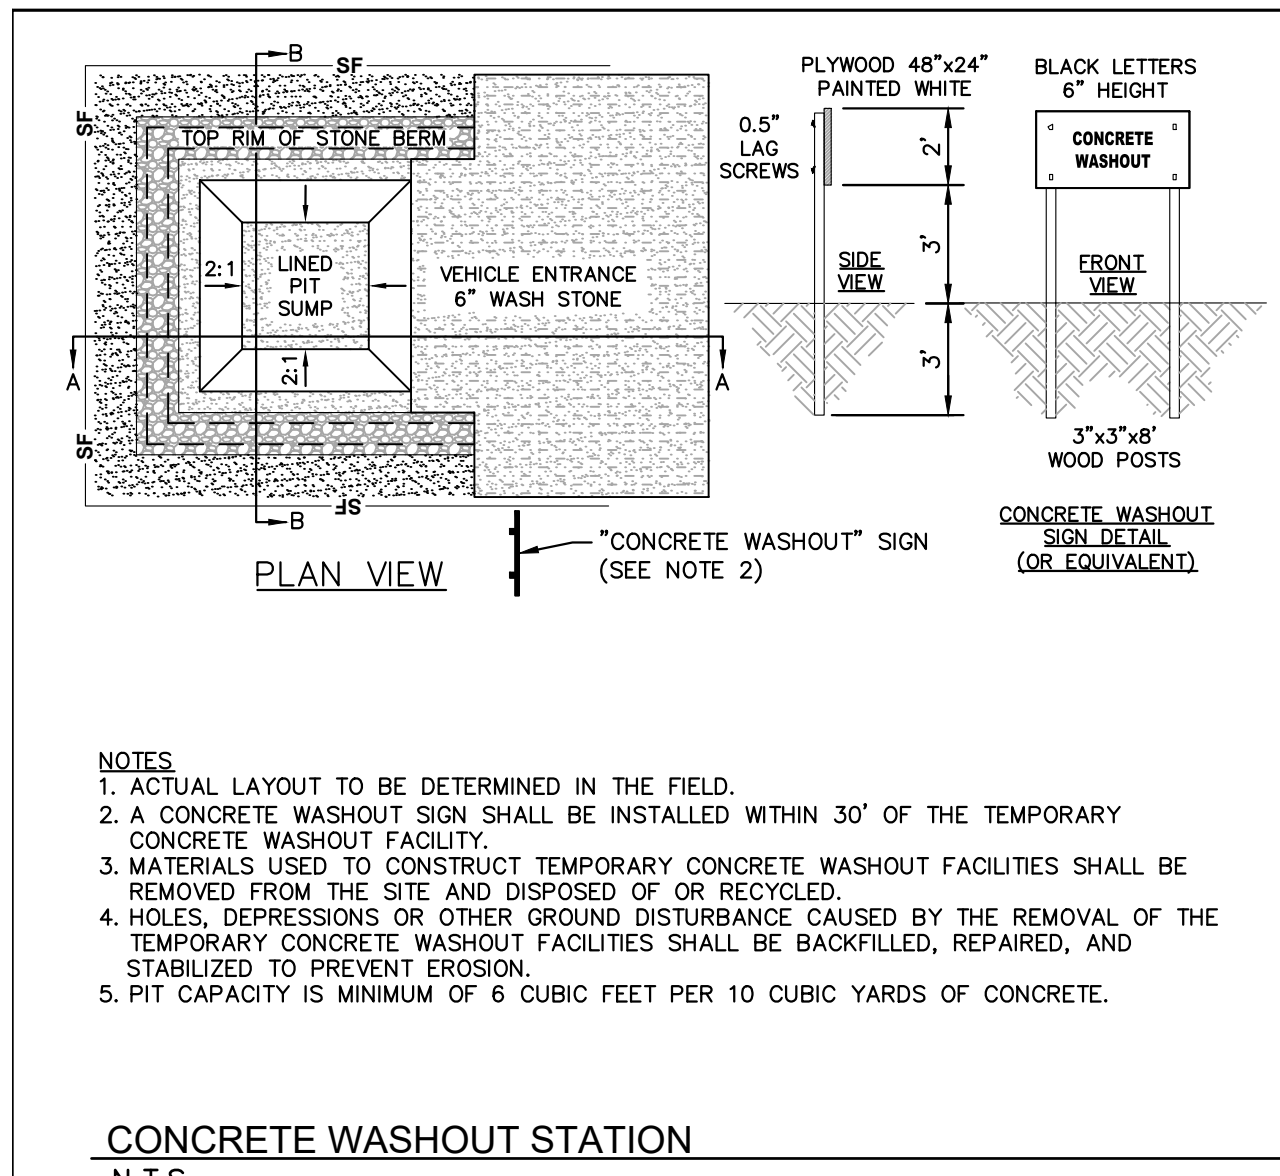 B
SF
SF
TOP RIM OF STONE BERM
2:1
LINED
PIT
SUMP
VEHICLE ENTRANCE
6" WASH STONE
2:1
A
A
SF
SF
B
PLAN VIEW
"CONCRETE WASHOUT" SIGN
(SEE NOTE 2)
PLYWOOD 48"x24"
PAINTED WHITE
0.5"
LAG
SCREWS
2'
3'
3'
SIDE
VIEW
BLACK LETTERS
6" HEIGHT
CONCRETE
WASHOUT
FRONT
VIEW
3"x3"x8'
WOOD POSTS
CONCRETE WASHOUT
SIGN DETAIL
(OR EQUIVALENT)
NOTES
1. ACTUAL LAYOUT TO BE DETERMINED IN THE FIELD.
2. A CONCRETE WASHOUT SIGN SHALL BE INSTALLED WITHIN 30' OF THE TEMPORARY
CONCRETE WASHOUT FACILITY.
3. MATERIALS USED TO CONSTRUCT TEMPORARY CONCRETE WASHOUT FACILITIES SHALL BE
REMOVED FROM THE SITE AND DISPOSED OF OR RECYCLED.
4. HOLES, DEPRESSIONS OR OTHER GROUND DISTURBANCE CAUSED BY THE REMOVAL OF THE
TEMPORARY CONCRETE WASHOUT FACILITIES SHALL BE BACKFILLED, REPAIRED, AND
STABILIZED TO PREVENT EROSION.
5. PIT CAPACITY IS MINIMUM OF 6 CUBIC FEET PER 10 CUBIC YARDS OF CONCRETE.
CONCRETE WASHOUT STATION
N.T.S.